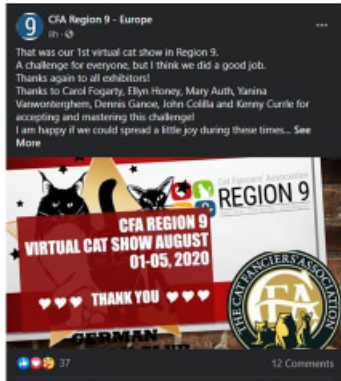 9 CFA Region 9 - Europe
8h
That was our 1st virtual cat show in Region 9.
A challenge for everyone, but I think we did a good job.
Thanks again to all exhibitors!
Thanks to Carol Fogarty, Ellyn Honey, Mary Auth, Yanina
Vanwonterghem, Dennis Ganoe, John Colilla and Kenny Currle for
accepting and mastering this challenge!
I am happy if we could spread a little joy during these times... See
More
Cat Fanciers' Association
REGION 9
CFA REGION 9
VIRTUAL CAT SHOW AUGUST
01-05, 2020
THANK YOU
THE CAT FANCIERS' ASSOCIATION
CFA
GERMAN
37
12 Comments